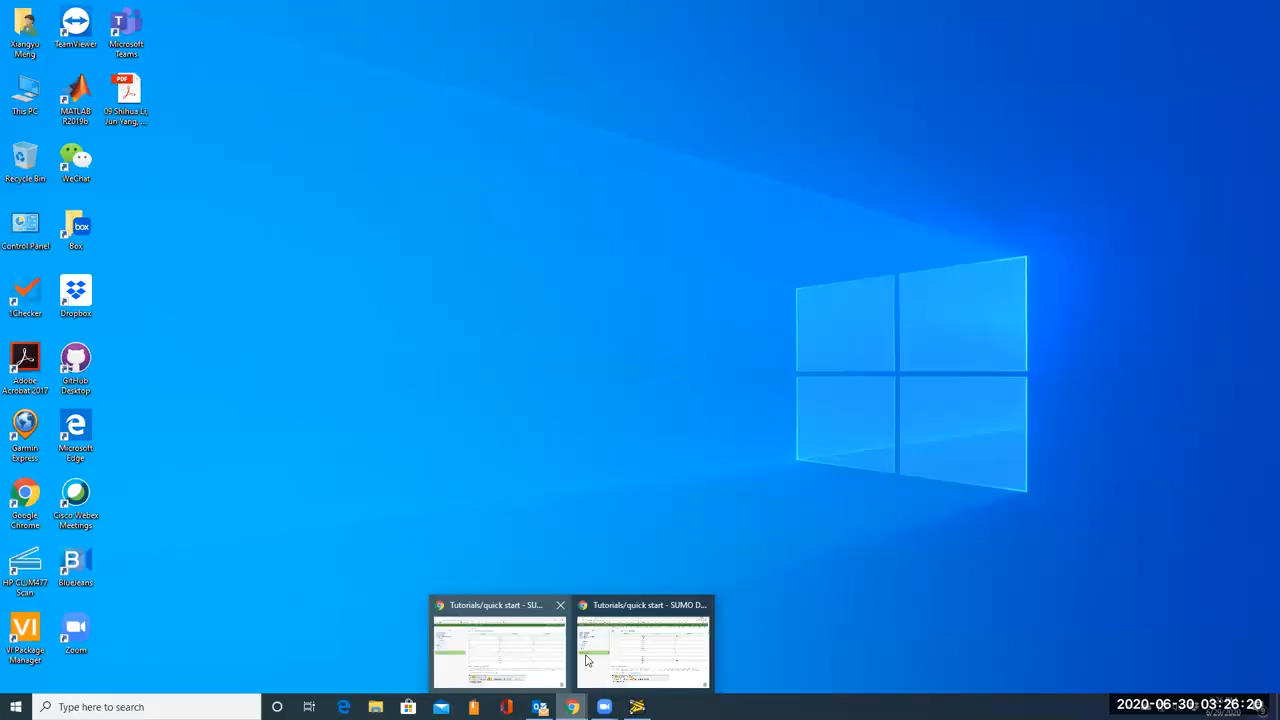 Xiangyu
Meng
TeamViewer
Microsoft
Teams
This PC
MATLAB
R2019b
PDF
09 Shihua Li,
Jun Yang, ...
Recycle Bin
WeChat
Control Panel
box
Box
1Checker
Dropbox
Adobe
Acrobat 2017
GitHub
Desktop
Garmin
Express
Microsoft
Edge
Google
Chrome
Cisco Webex
Meetings
HP CLJM477
Scan
BlueJeans
VI Package
Manager
Zoom
Tutorials/quick start - SU...
Tutorials/quick start - SUMO D...
Type here to search
2020-06-30 03:26:20